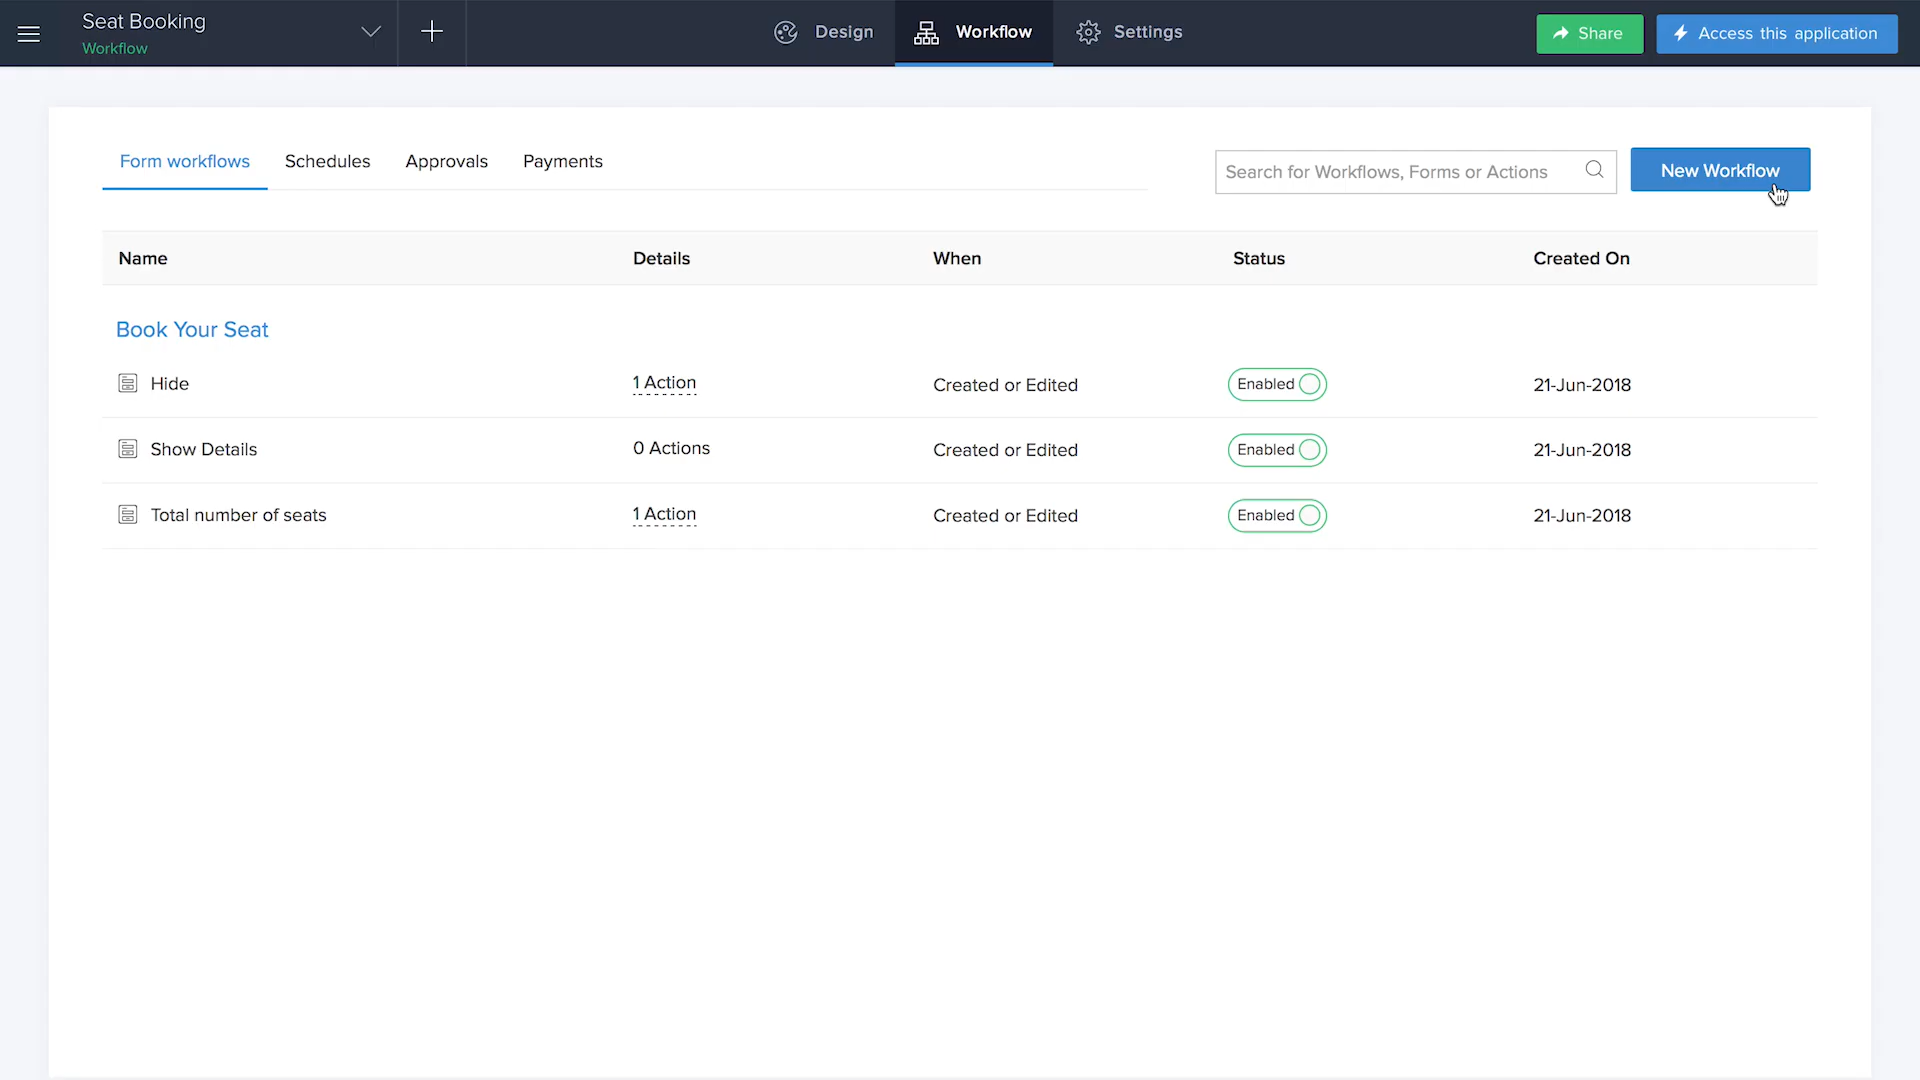 Seat Booking
Workflow
Design
Workflow
Settings
Share
Access this application
Form workflows
Schedules
Approvals
Payments
Search for Workflows, Forms or Actions
New Workflow
Name Details When Status Created On
Book Your Seat
Hide 1 Action Created or Edited Enabled 21-Jun-2018
Show Details 0 Actions Created or Edited Enabled 21-Jun-2018
Total number of seats 1 Action Created or Edited Enabled 21-Jun-2018